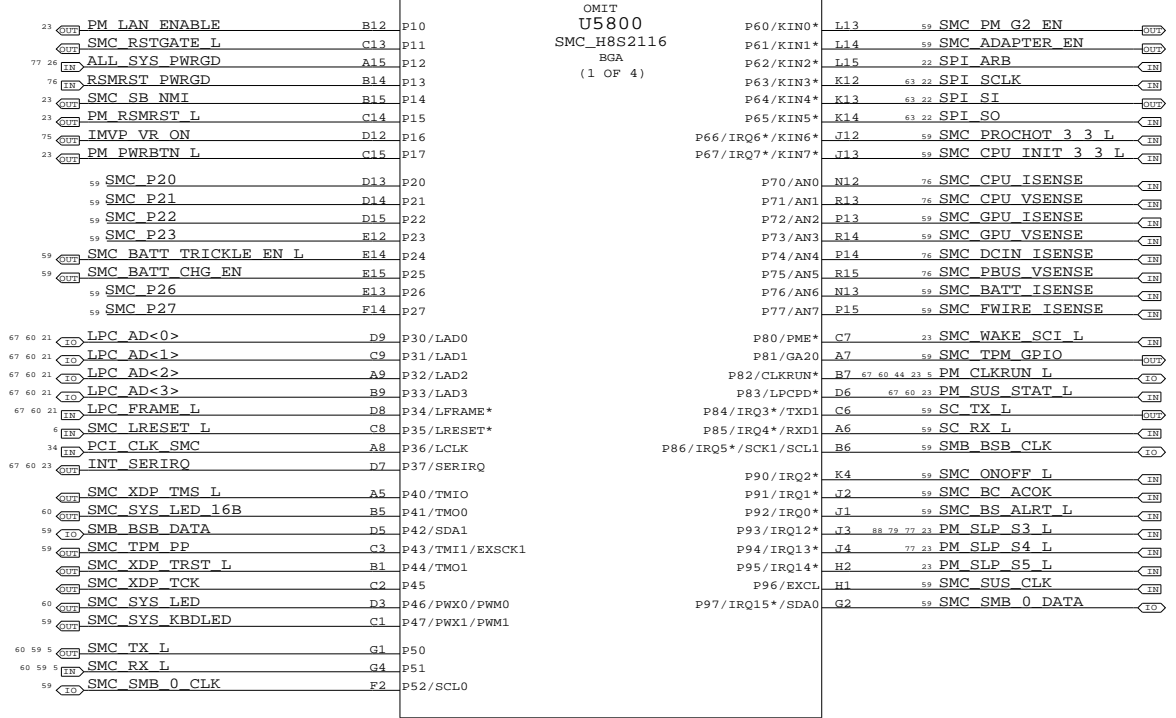 OMIT
U5800
SMC_H8S2116
BGA
(1 OF 4)
23 OUT PM_LAN_ENABLE B12 P10
OUT SMC_RSTGATE_L C13 P11
77 26 IN ALL_SYS_PWRGD A15 P12
76 IN RSMRST_PWRGD B14 P13
23 OUT SMC_SB_NMI B15 P14
23 OUT PM_RSMRST_L C14 P15
75 OUT IMVP_VR_ON D12 P16
23 OUT PM_PWRBTN_L C15 P17
59 SMC_P20 D13 P20
59 SMC_P21 D14 P21
59 SMC_P22 D15 P22
59 SMC_P23 E12 P23
59 OUT SMC_BATT_TRICKLE_EN_L E14 P24
59 OUT SMC_BATT_CHG_EN E15 P25
59 SMC_P26 E13 P26
59 SMC_P27 F14 P27
67 60 21 IO LPC_AD<0> D9 P30/LAD0
67 60 21 IO LPC_AD<1> C9 P31/LAD1
67 60 21 IO LPC_AD<2> A9 P32/LAD2
67 60 21 IO LPC_AD<3> B9 P33/LAD3
67 60 21 IN LPC_FRAME_L D8 P34/LFRAME*
6 IN SMC_LRESET_L C8 P35/LRESET*
34 IN PCI_CLK_SMC A8 P36/LCLK
67 60 23 OUT INT_SERIRQ D7 P37/SERIRQ
OUT SMC_XDP_TMS_L A5 P40/TMIO
60 OUT SMC_SYS_LED_16B B5 P41/TMO0
59 IO SMB_BSB_DATA D5 P42/SDA1
59 OUT SMC_TPM_PP C3 P43/TMI1/EXSCK1
OUT SMC_XDP_TRST_L B1 P44/TMO1
OUT SMC_XDP_TCK C2 P45
60 OUT SMC_SYS_LED D3 P46/PWX0/PWM0
59 OUT SMC_SYS_KBDLED C1 P47/PWX1/PWM1
60 59 5 OUT SMC_TX_L G1 P50
60 59 5 IN SMC_RX_L G4 P51
59 IO SMC_SMB_0_CLK F2 P52/SCL0
P60/KIN0* L13 59 SMC_PM_G2_EN OUT
P61/KIN1* L14 59 SMC_ADAPTER_EN OUT
P62/KIN2* L15 22 SPI_ARB IN
P63/KIN3* K12 63 22 SPI_SCLK IN
P64/KIN4* K13 63 22 SPI_SI OUT
P65/KIN5* K14 63 22 SPI_SO IN
P66/IRQ6*/KIN6* J12 59 SMC_PROCHOT_3_3_L IN
P67/IRQ7*/KIN7* J13 59 SMC_CPU_INIT_3_3_L IN
P70/AN0 N12 76 SMC_CPU_ISENSE IN
P71/AN1 R13 76 SMC_CPU_VSENSE IN
P72/AN2 P13 59 SMC_GPU_ISENSE IN
P73/AN3 R14 59 SMC_GPU_VSENSE IN
P74/AN4 P14 76 SMC_DCIN_ISENSE IN
P75/AN5 R15 76 SMC_PBUS_VSENSE IN
P76/AN6 N13 59 SMC_BATT_ISENSE IN
P77/AN7 P15 59 SMC_FWIRE_ISENSE IN
P80/PME* C7 23 SMC_WAKE_SCI_L IN
P81/GA20 A7 59 SMC_TPM_GPIO OUT
P82/CLKRUN* B7 67 60 44 23 5 PM_CLKRUN_L IO
P83/LPCPD* D6 67 60 23 PM_SUS_STAT_L IN
P84/IRQ3*/TXD1 C6 59 SC_TX_L OUT
P85/IRQ4*/RXD1 A6 59 SC_RX_L IN
P86/IRQ5*/SCK1/SCL1 B6 59 SMB_BSB_CLK IO
P90/IRQ2* K4 59 SMC_ONOFF_L IN
P91/IRQ1* J2 59 SMC_BC_ACOK IN
P92/IRQ0* J1 59 SMC_BS_ALRT_L IN
P93/IRQ12* J3 88 79 77 23 PM_SLP_S3_L IN
P94/IRQ13* J4 77 23 PM_SLP_S4_L IN
P95/IRQ14* H2 23 PM_SLP_S5_L IN
P96/EXCL H1 59 SMC_SUS_CLK IN
P97/IRQ15*/SDA0 G2 59 SMC_SMB_0_DATA IO